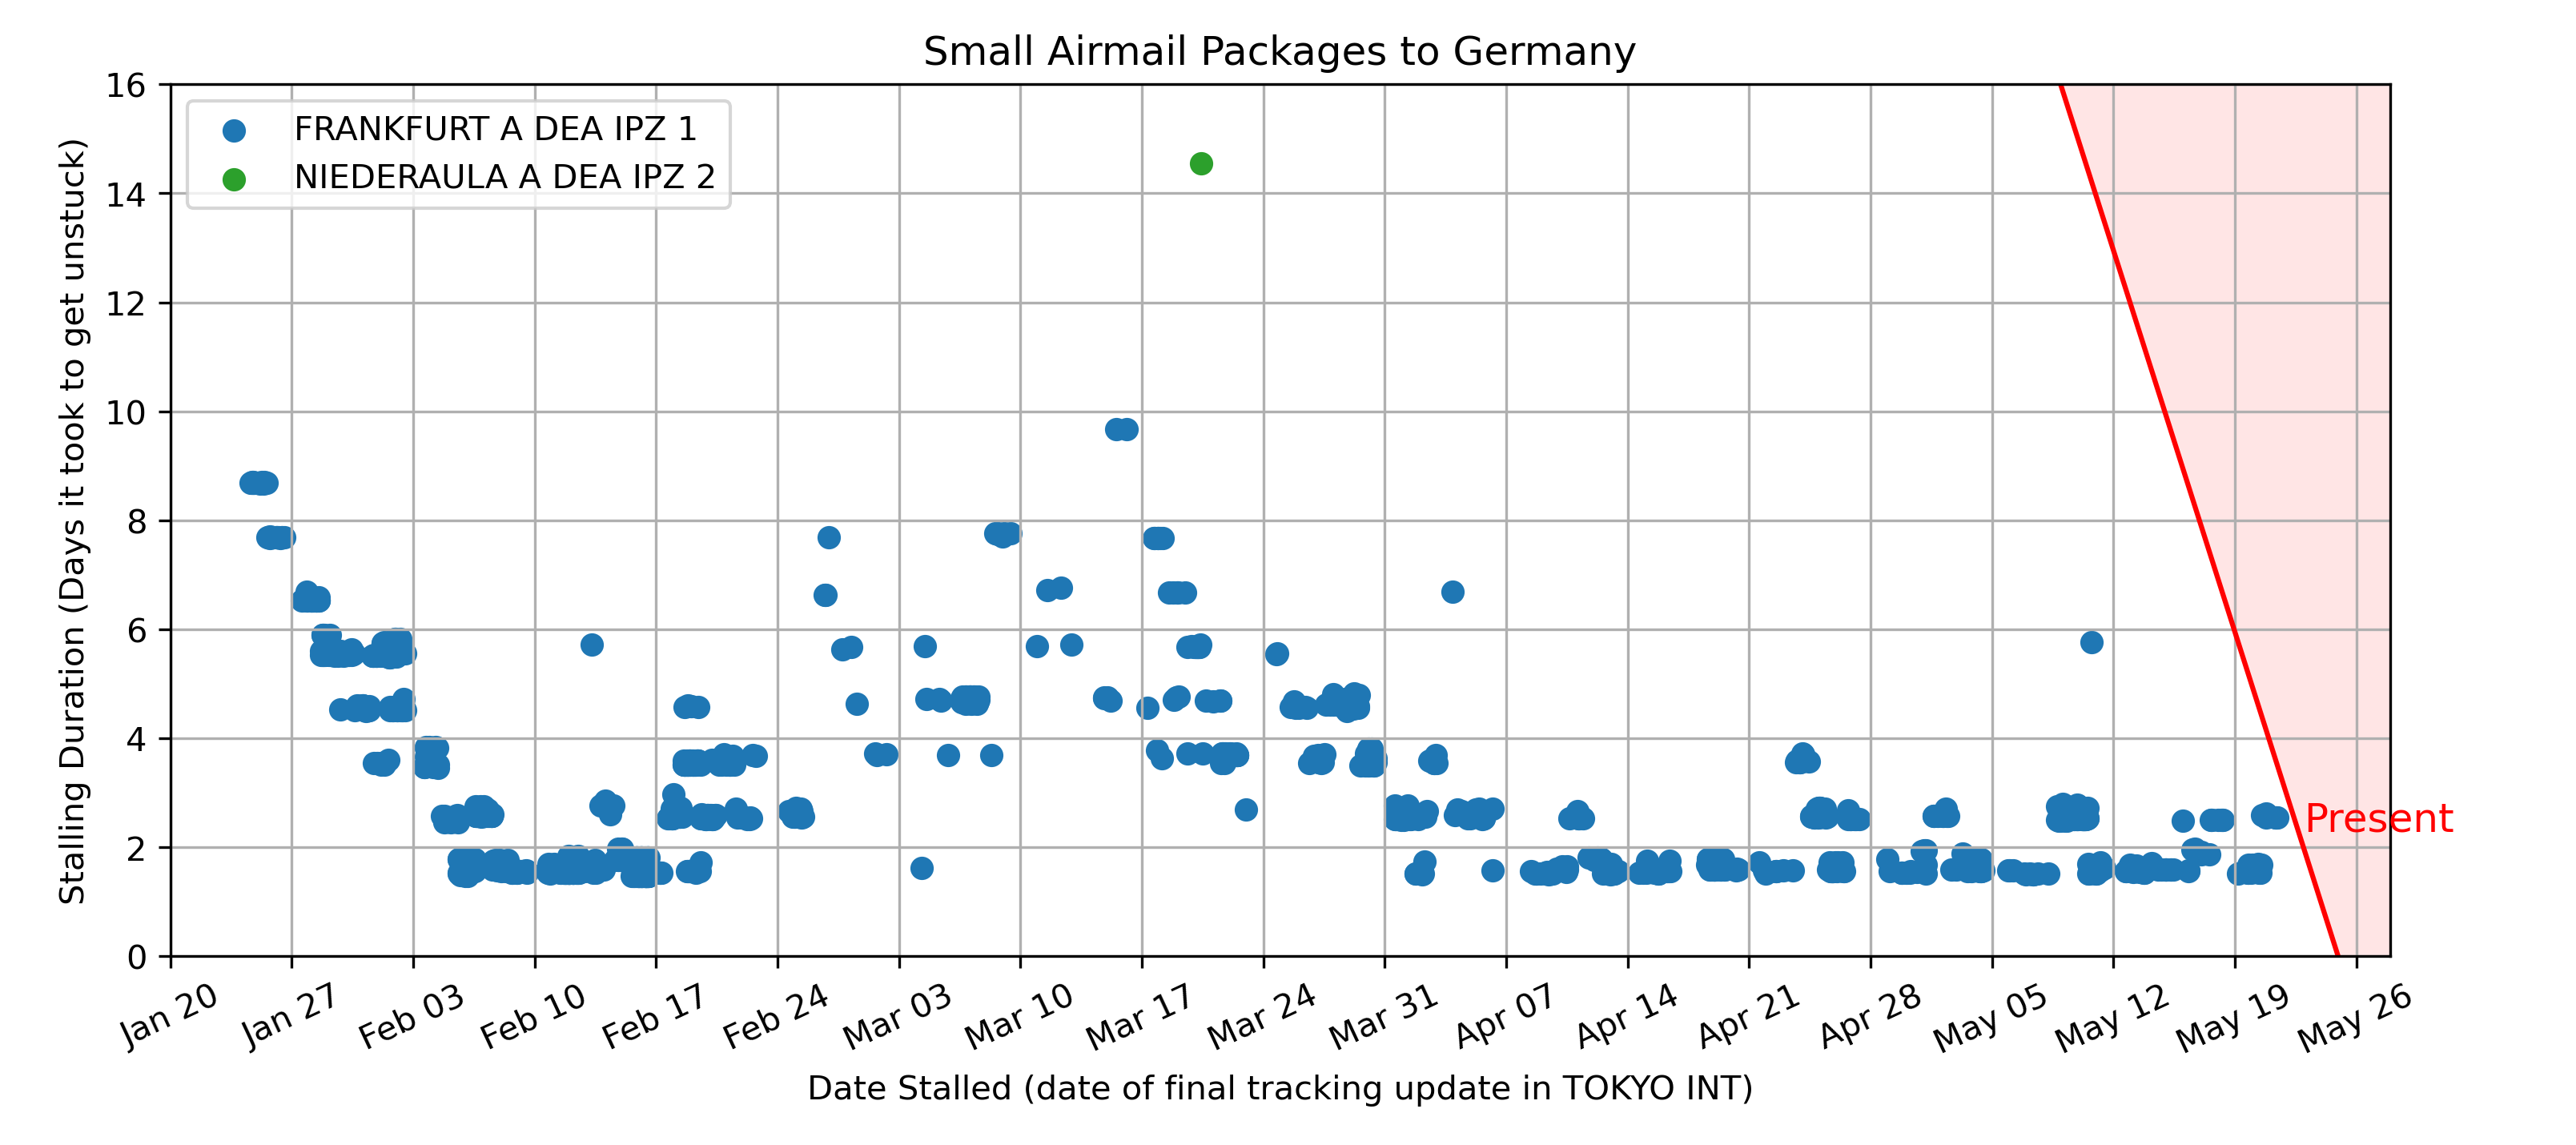 Small Airmail Packages to Germany
FRANKFURT A DEA IPZ 1
NIEDERAULA A DEA IPZ 2
Stalling Duration (Days it took to get unstuck)
16
14
12
10
8
6
4
2
0
Present
Jan 20
Jan 27
Feb 03
Feb 10
Feb 17
Feb 24
Mar 03
Mar 10
Mar 17
Mar 24
Mar 31
Apr 07
Apr 14
Apr 21
Apr 28
May 05
May 12
May 19
May 26
Date Stalled (date of final tracking update in TOKYO INT)